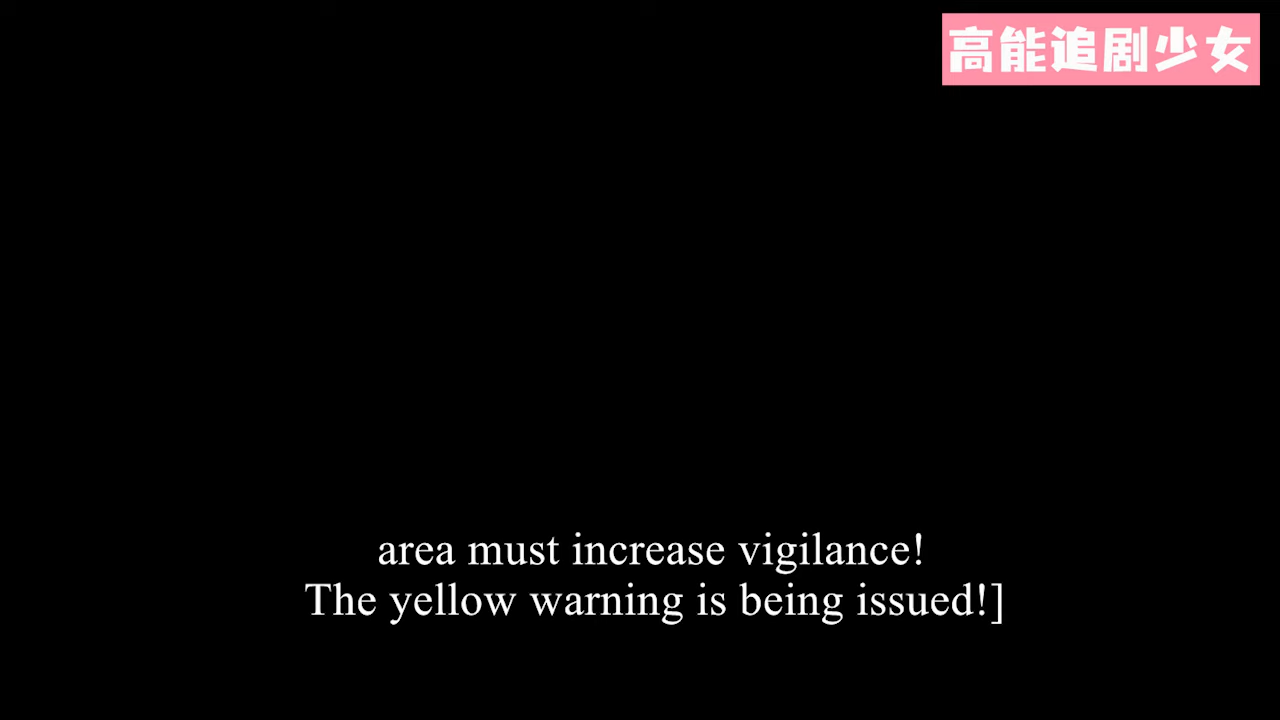 高能追剧少女
area must increase vigilance!
The yellow warning is being issued!]